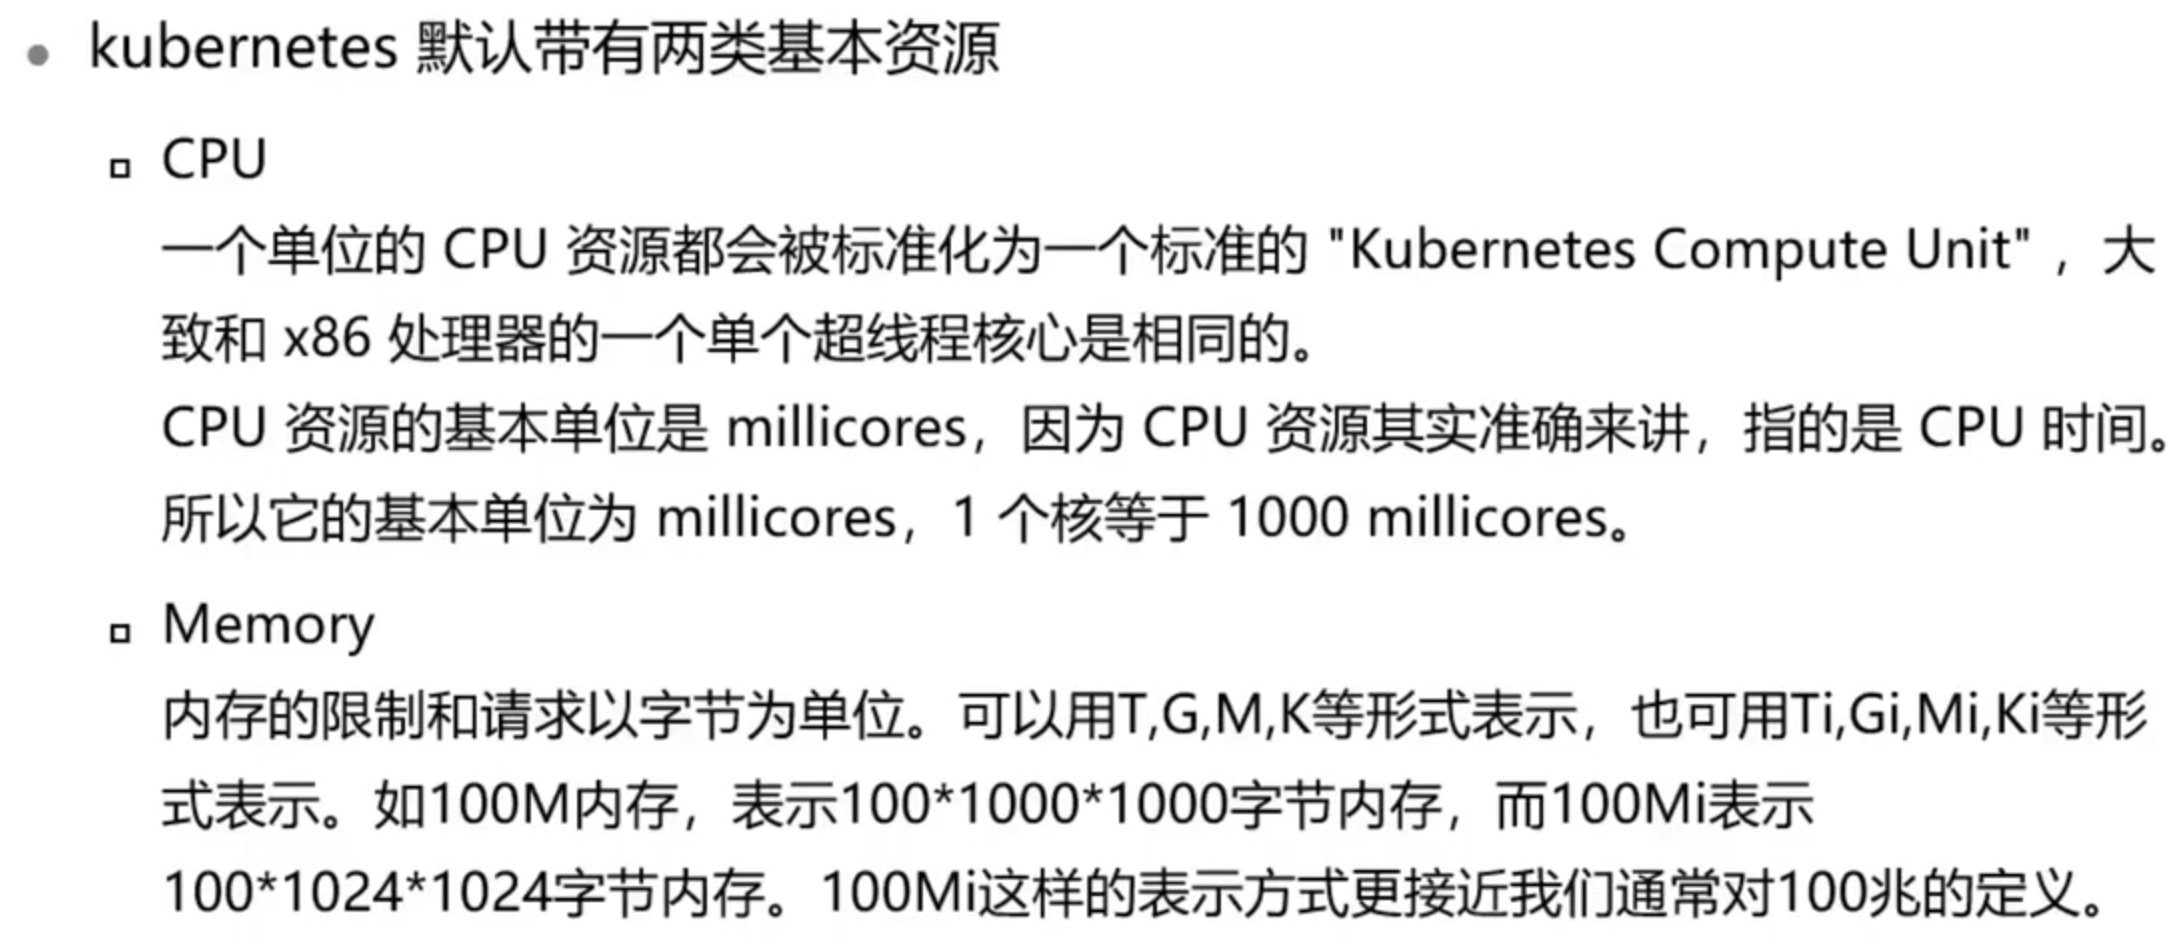 kubernetes 默认带有两类基本资源
CPU
一个单位的 CPU 资源都会被标准化为一个标准的 "Kubernetes Compute Unit" ，大
致和 x86 处理器的一个单个超线程核心是相同的。
CPU 资源的基本单位是 millicores，因为 CPU 资源其实准确来讲，指的是 CPU 时间。
所以它的基本单位为 millicores，1 个核等于 1000 millicores。
Memory
内存的限制和请求以字节为单位。可以用T,G,M,K等形式表示，也可用Ti,Gi,Mi,Ki等形
式表示。如100M内存，表示100*1000*1000字节内存，而100Mi表示
100*1024*1024字节内存。100Mi这样的表示方式更接近我们通常对100兆的定义。